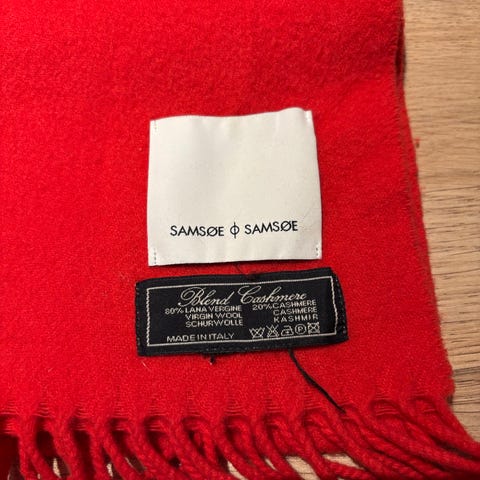 SAMSØE ϕ SAMSØE
Blend Cashmere
80% LANA VERGINE 20% CASHMERE
VIRGIN WOOL CASHMERE
SCHURWOLLE KASHMIR
MADE IN ITALY